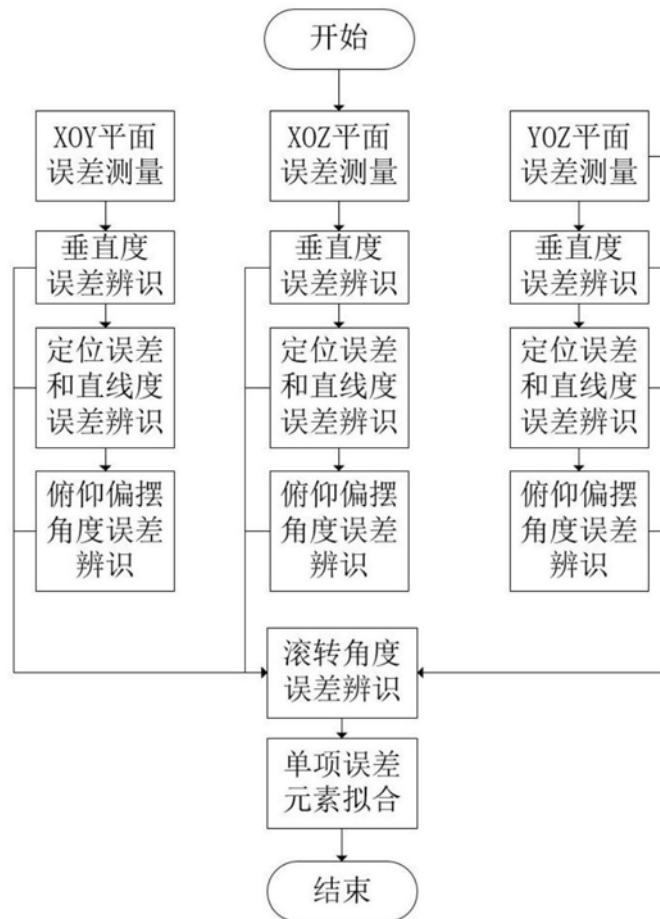 开始
XOY平面
误差测量
XOZ平面
误差测量
YOZ平面
误差测量
垂直度
误差辨识
垂直度
误差辨识
垂直度
误差辨识
定位误差
和直线度
误差辨识
定位误差
和直线度
误差辨识
定位误差
和直线度
误差辨识
俯仰偏摆
角度误差
辨识
俯仰偏摆
角度误差
辨识
俯仰偏摆
角度误差
辨识
滚转角度
误差辨识
单项误差
元素拟合
结束